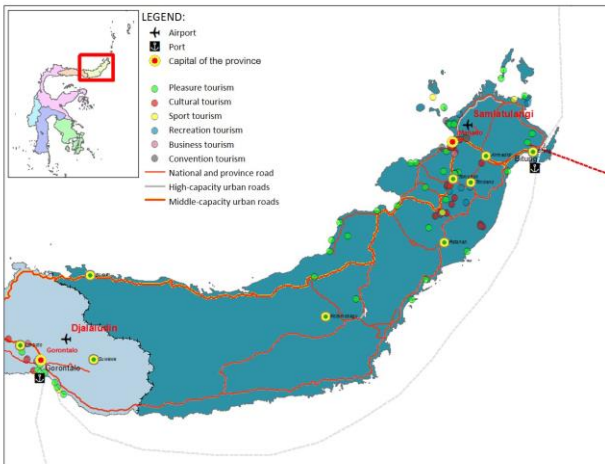 LEGEND:
Airport
Port
Capital of the province
Pleasure tourism
Cultural tourism
Sport tourism
Recreation tourism
Business tourism
Convention tourism
National and province road
High-capacity urban roads
Middle-capacity urban roads
Samlatulangi
Manado
Bitung
Djalaludin
Gorontalo
Gorontalo